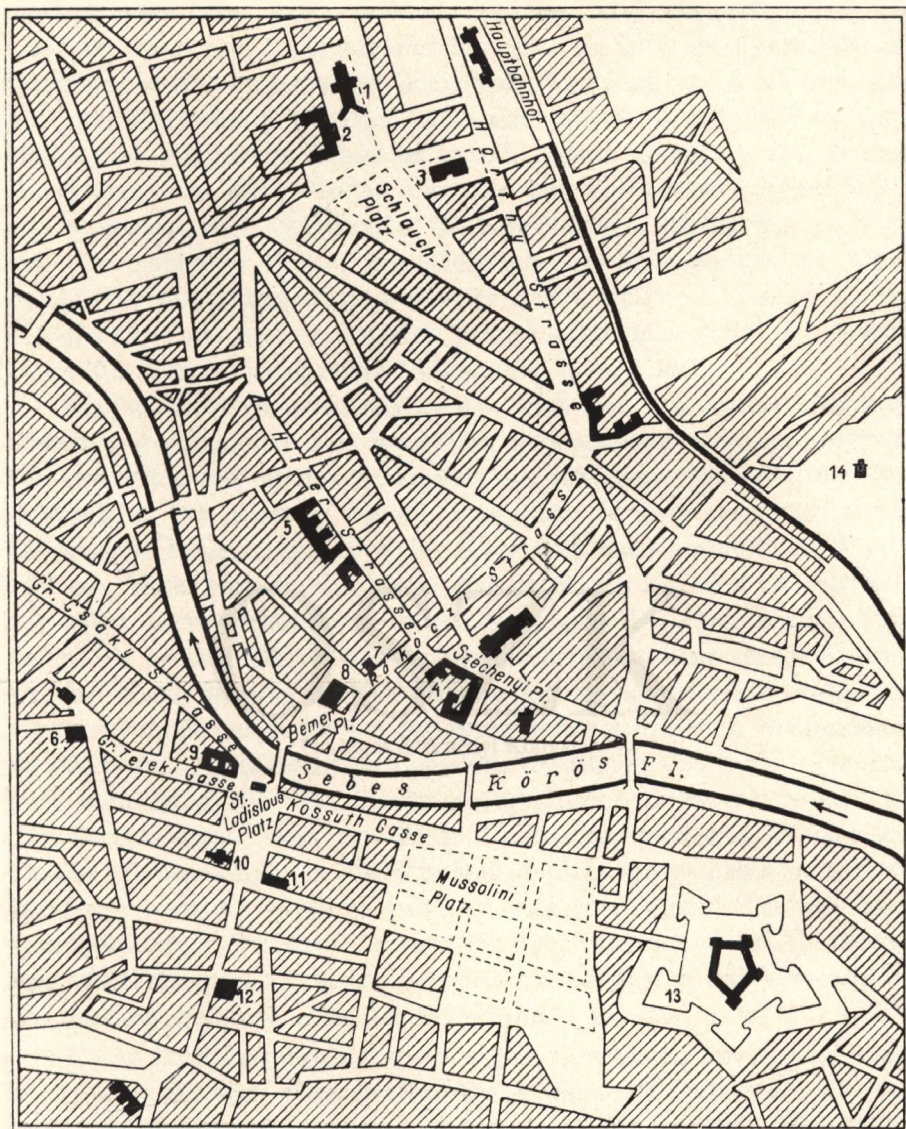 Hauptbahnhof
1
2
3
Horthy Strasse
Schlauch
Platz
14
A. Hitler Strasse
5
Rákóczi Strasse
Gr. Csáky Straße
7
8
Széchenyi Pl.
4
Bémer Pl.
6
9
Gr. Teleki Gasse
Sebes Körös Fl.
St.
Ladislaus
Platz
Kossuth Gasse
10
11
Mussolini
Platz
12
13